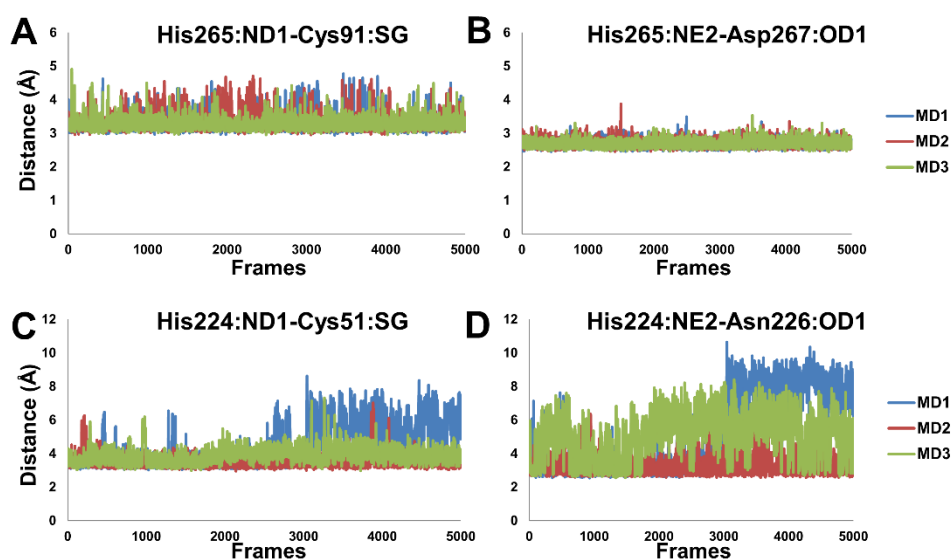 A
His265:ND1-Cys91:SG
Distance (Å)
6
5
4
3
2
1
0
0 1000 2000 3000 4000 5000
Frames
B
His265:NE2-Asp267:OD1
6
5
4
3
2
1
0
0 1000 2000 3000 4000 5000
Frames
MD1
MD2
MD3
C
His224:ND1-Cys51:SG
Distance (Å)
12
10
8
6
4
2
0
0 1000 2000 3000 4000 5000
Frames
D
His224:NE2-Asn226:OD1
12
10
8
6
4
2
0
0 1000 2000 3000 4000 5000
Frames
MD1
MD2
MD3